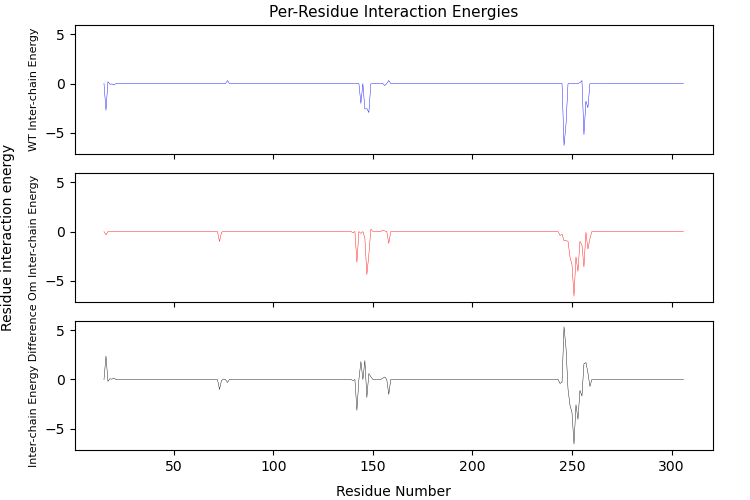 Per-Residue Interaction Energies
Residue interaction energy
WT Inter-chain Energy
5
0
−5
Om Inter-chain Energy
5
0
−5
Inter-chain Energy Difference
5
0
−5
50
100
150
200
250
300
Residue Number